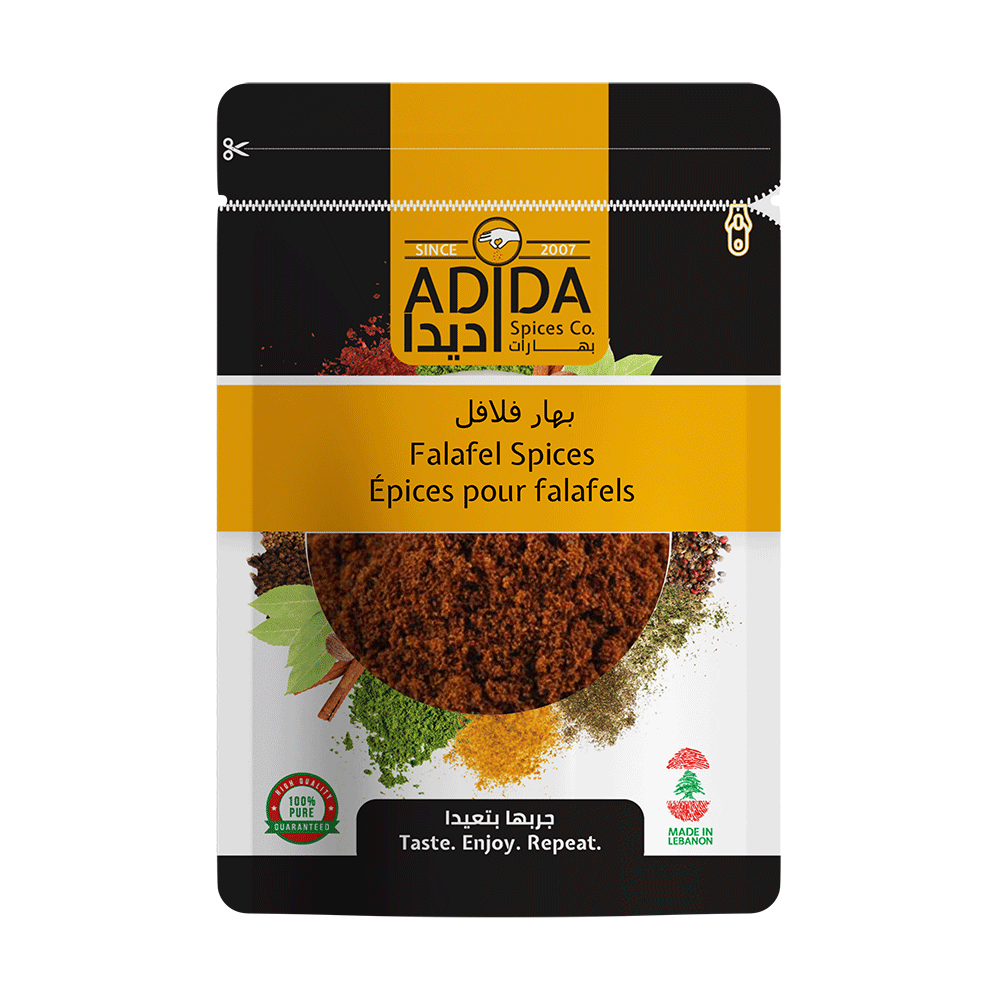 SINCE 2007
ADIDA
اديدا
Spices Co.
بهـــارات
بهار فلافل
Falafel Spices
Épices pour falafels
HIGH QUALITY
100%
PURE
GUARANTEED
جربها بتعيدا
Taste. Enjoy. Repeat.
MADE IN
LEBANON